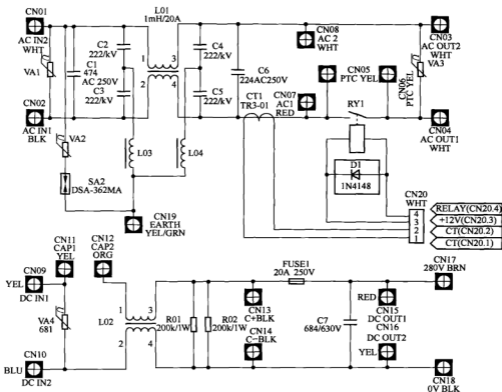 CN01
AC IN2
WHT
VA1
C1
474
AC 250V
C2
222/kV
C3
222/kV
L01
1mH/20A
1
3
2
4
C4
222/kV
C5
222/kV
C6
224AC250V
CN08
AC 2
WHT
CN03
AC OUT2
WHT
VA3
CN05
PTC YEL
CN06
PTC YEL
CN02
AC IN1
BLK
CT1
TR3-01
CN07
AC1
RED
RY1
CN04
AC OUT1
WHT
VA2
L03
L04
SA2
DSA-362MA
D1
1N4148
CN20
WHT
4
3
2
1
RELAY(CN20.4)
+12V(CN20.3)
CT(CN20.2)
CT(CN20.1)
CN19
EARTH
YEL/GRN
CN11
CAP1
YEL
CN12
CAP2
ORG
CN09
YEL
DC IN1
VA4
681
L02
1
3
2
4
R01
200k/1W
R02
200k/1W
FUSE1
20A 250V
CN13
C+BLK
CN14
C-BLK
C7
684/630V
RED
CN15
DC OUT1
CN16
DC OUT2
YEL
CN17
280V BRN
CN10
BLU
DC IN2
CN18
0V BLK